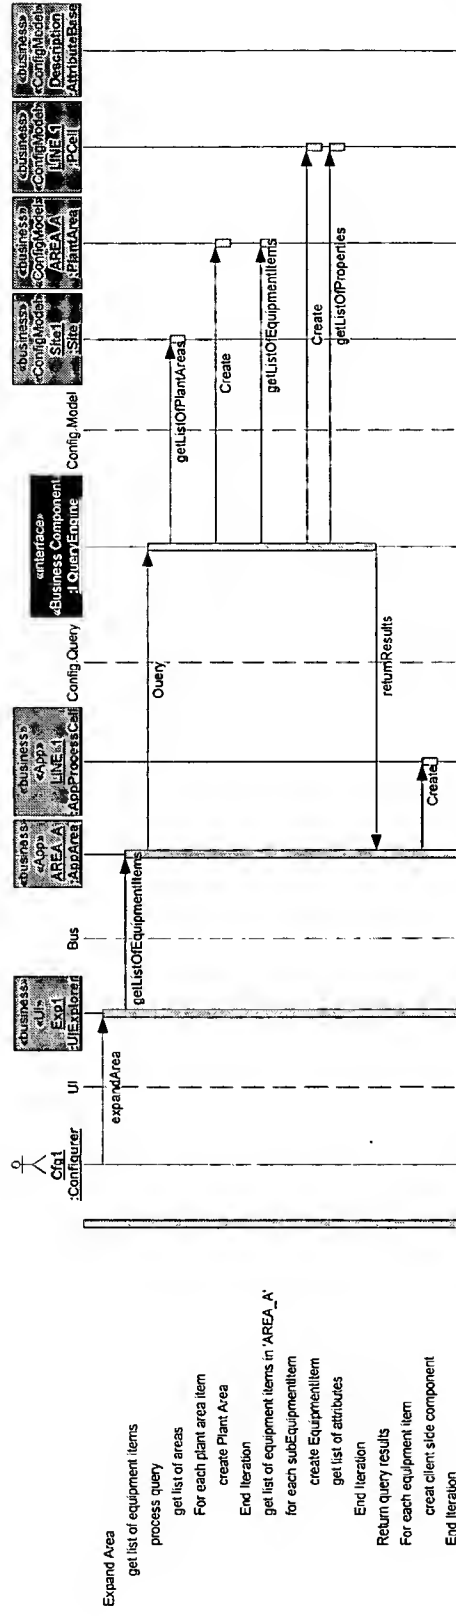 Cfg1
:Configurer
UI
«business»
«UI»
Exp1
:UIExplorer
Bus
«business»
«App»
AREA_A
:AppArea
«business»
«App»
LINE_1
:AppProcessCell
Config.Query
«interface»
«Business Component
:IQueryEngine
Config.Model
«business»
«ConfigModel»
Site1
:Site
«business»
«ConfigModel»
AREA_A
:PlantArea
«business»
«ConfigModel»
LINE_1
:PCell
«business»
«ConfigModel»
Description
:AttributeBase
Expand Area
get list of equipment items
process query
get list of areas
For each plant area item
create Plant Area
End Iteration
get list of equipment items in 'AREA_A'
for each subEquipmentItem
create EquipmentItem
get list of attributes
End Iteration
Return query results
For each equipment item
creat client side component
End Iteration
expandArea
getListOfEquipmentItems
Query
getListOfPlantAreas
Create
getListOfEquipmentItems
Create
getListOfProperties
returnResults
Create